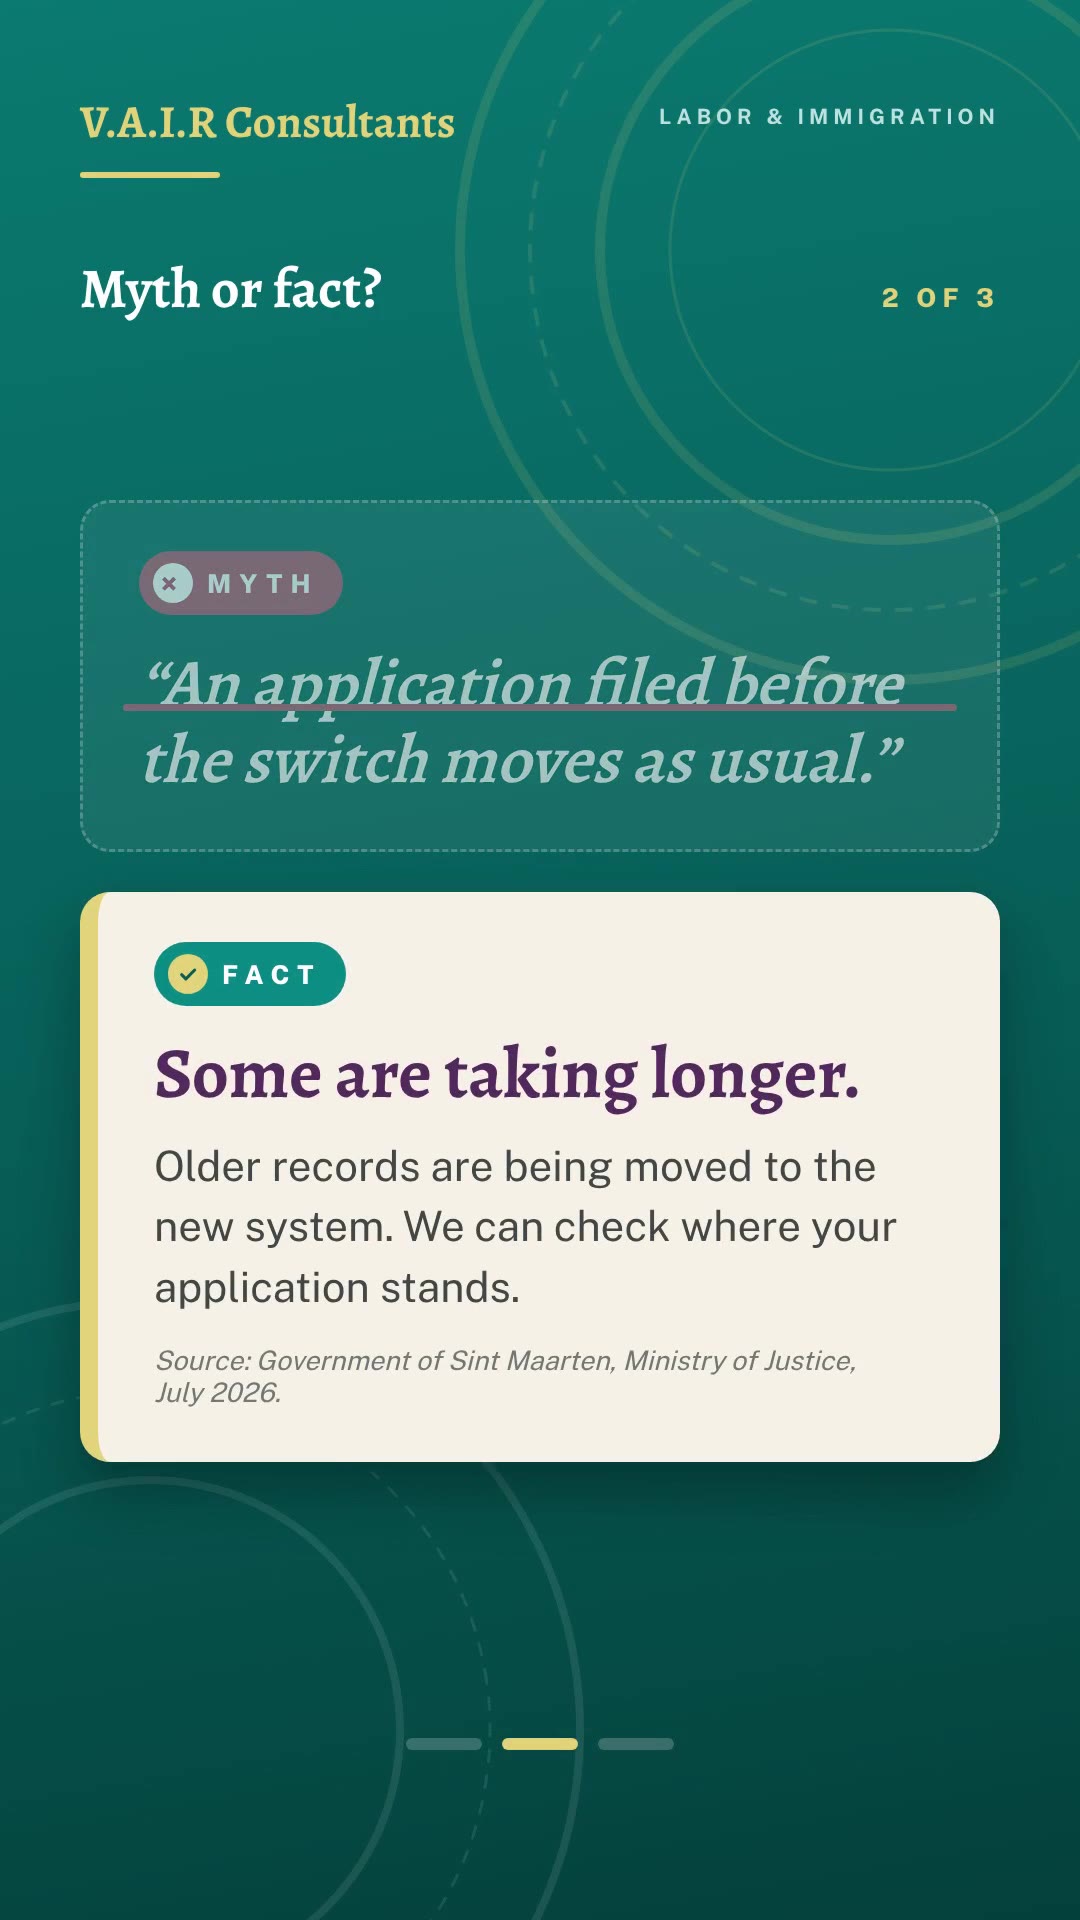 V.A.I.R Consultants
LABOR & IMMIGRATION
Myth or fact?
2 OF 3
MYTH
“An application filed before
the switch moves as usual.”
FACT
Some are taking longer.
Older records are being moved to the
new system. We can check where your
application stands.
Source: Government of Sint Maarten, Ministry of Justice,
July 2026.